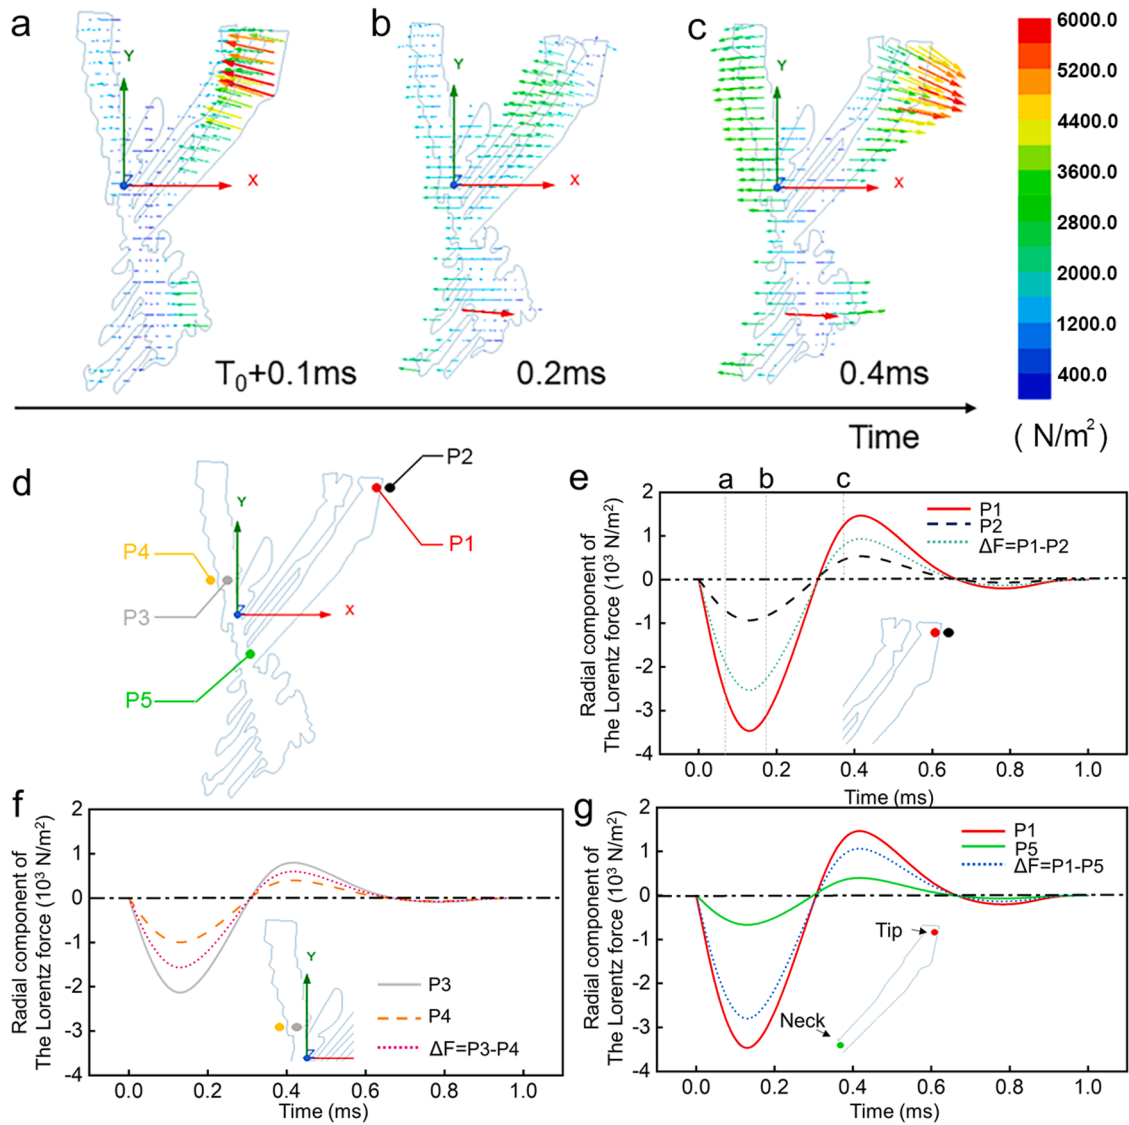 a
b
c
Y
X
Z
Y
X
Z
Y
X
Z
T0+0.1ms
0.2ms
0.4ms
Time
6000.0
5200.0
4400.0
3600.0
2800.0
2000.0
1200.0
400.0
( N/m²)
d
P2
P1
P4
P3
P5
Y
X
Z
e
a
b
c
Radial component of
The Lorentz force (10³ N/m²)
2
1
0
-1
-2
-3
-4
P1
P2
ΔF=P1-P2
0.0
0.2
0.4
0.6
0.8
1.0
Time (ms)
f
Radial component of
The Lorentz force (10³ N/m²)
2
1
0
-1
-2
-3
-4
Y
Z
P3
P4
ΔF=P3-P4
0.0
0.2
0.4
0.6
0.8
1.0
Time (ms)
g
Radial component of
The Lorentz force (10³ N/m²)
2
1
0
-1
-2
-3
-4
P1
P5
ΔF=P1-P5
Tip
Neck
0.0
0.2
0.4
0.6
0.8
1.0
Time (ms)